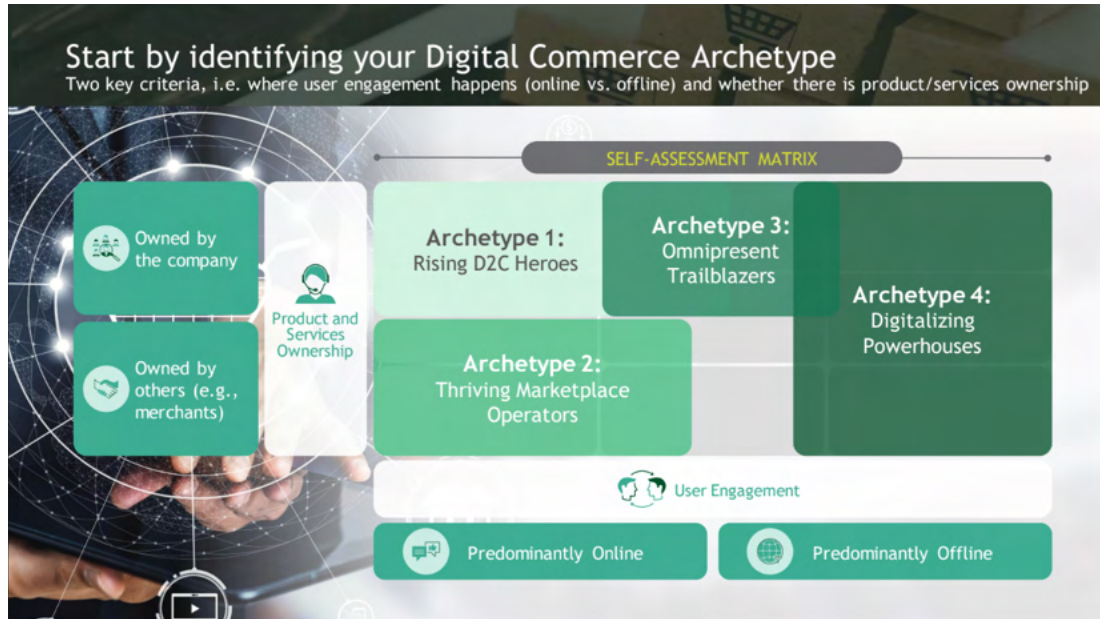 Start by identifying your Digital Commerce Archetype
Two key criteria, i.e. where user engagement happens (online vs. offline) and whether there is product/services ownership
SELF-ASSESSMENT MATRIX
Owned by
the company
Owned by
others (e.g.,
merchants)
Product and
Services
Ownership
Archetype 1:
Rising D2C Heroes
Archetype 2:
Thriving Marketplace
Operators
Archetype 3:
Omnipresent
Trailblazers
Archetype 4:
Digitalizing
Powerhouses
User Engagement
Predominantly Online
Predominantly Offline